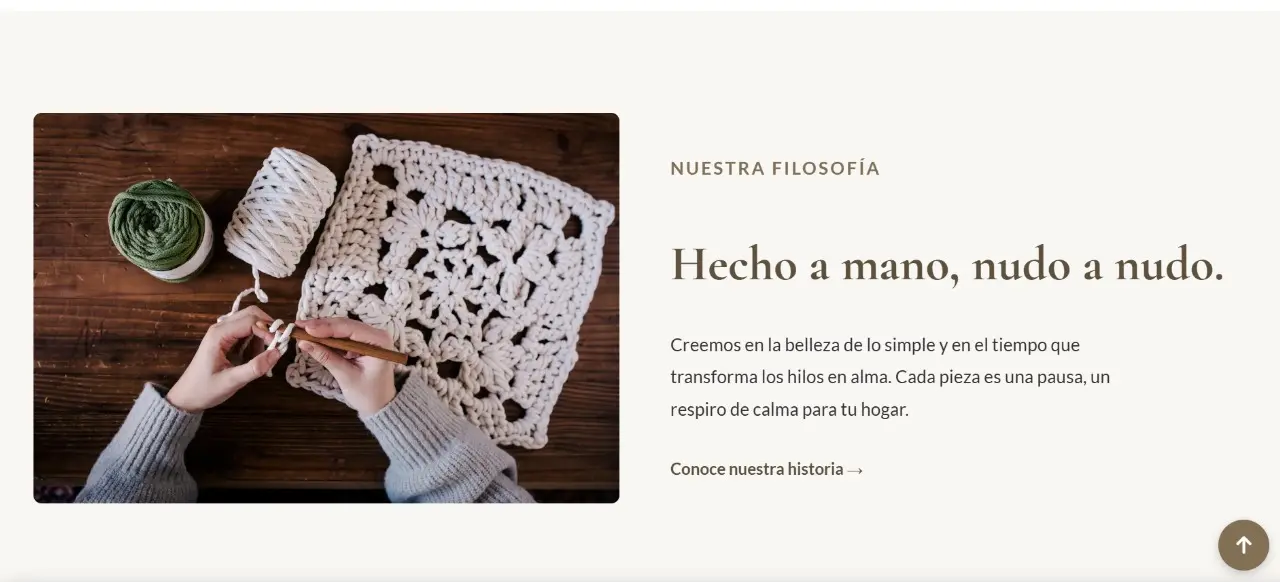 NUESTRA FILOSOFÍA
Hecho a mano, nudo a nudo.
Creemos en la belleza de lo simple y en el tiempo que
transforma los hilos en alma. Cada pieza es una pausa, un
respiro de calma para tu hogar.
Conoce nuestra historia →